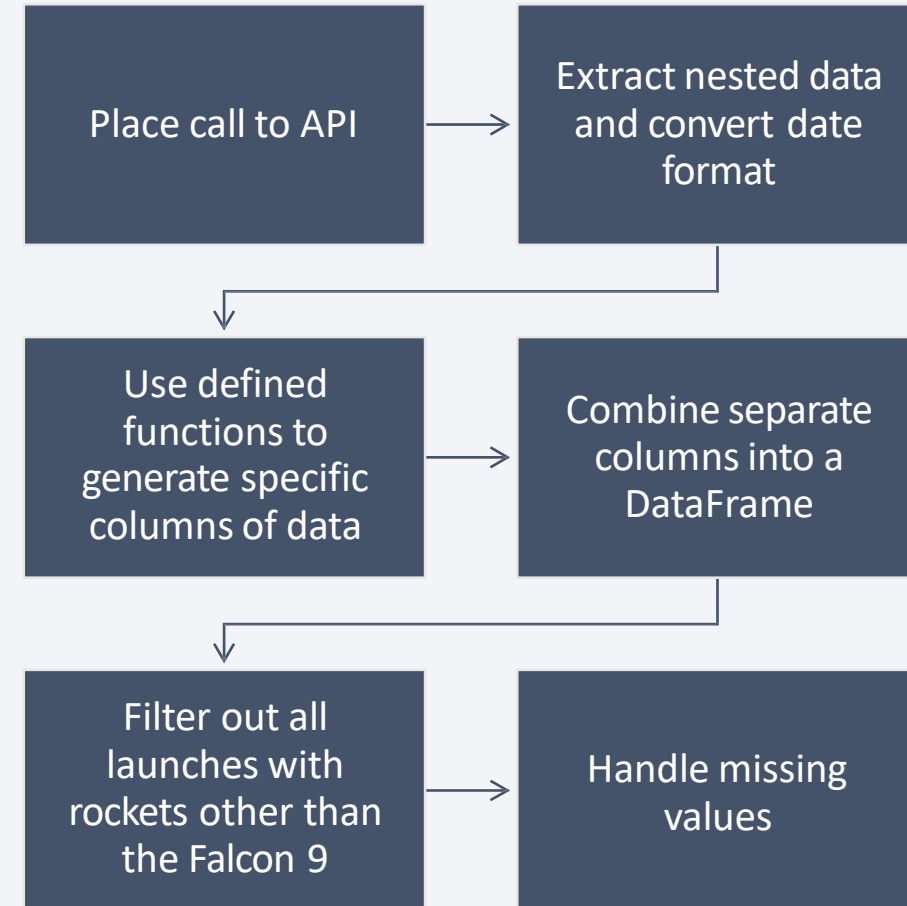 Place call to API
Extract nested data
and convert date
format
Use defined
functions to
generate specific
columns of data
Combine separate
columns into a
DataFrame
Filter out all
launches with
rockets other than
the Falcon 9
Handle missing
values